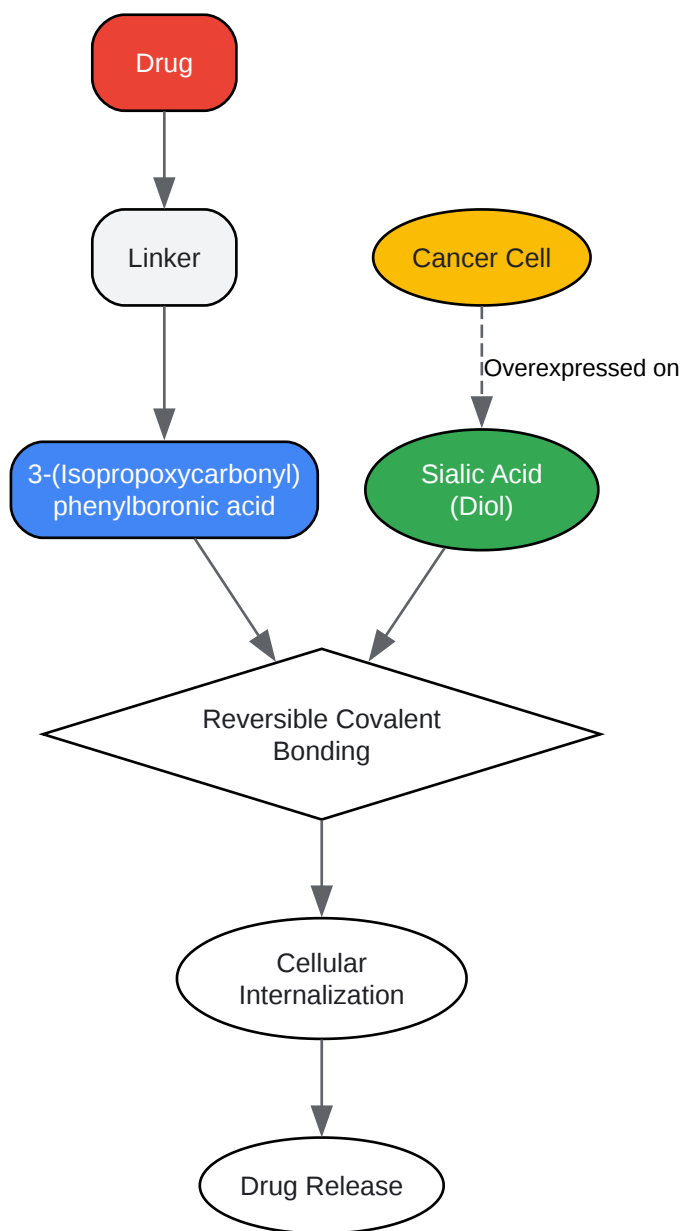 Drug
Linker
Cancer Cell
Overexpressed on
3-(Isopropoxycarbonyl)
phenylboronic acid
Sialic Acid
(Diol)
Reversible Covalent
Bonding
Cellular
Internalization
Drug Release